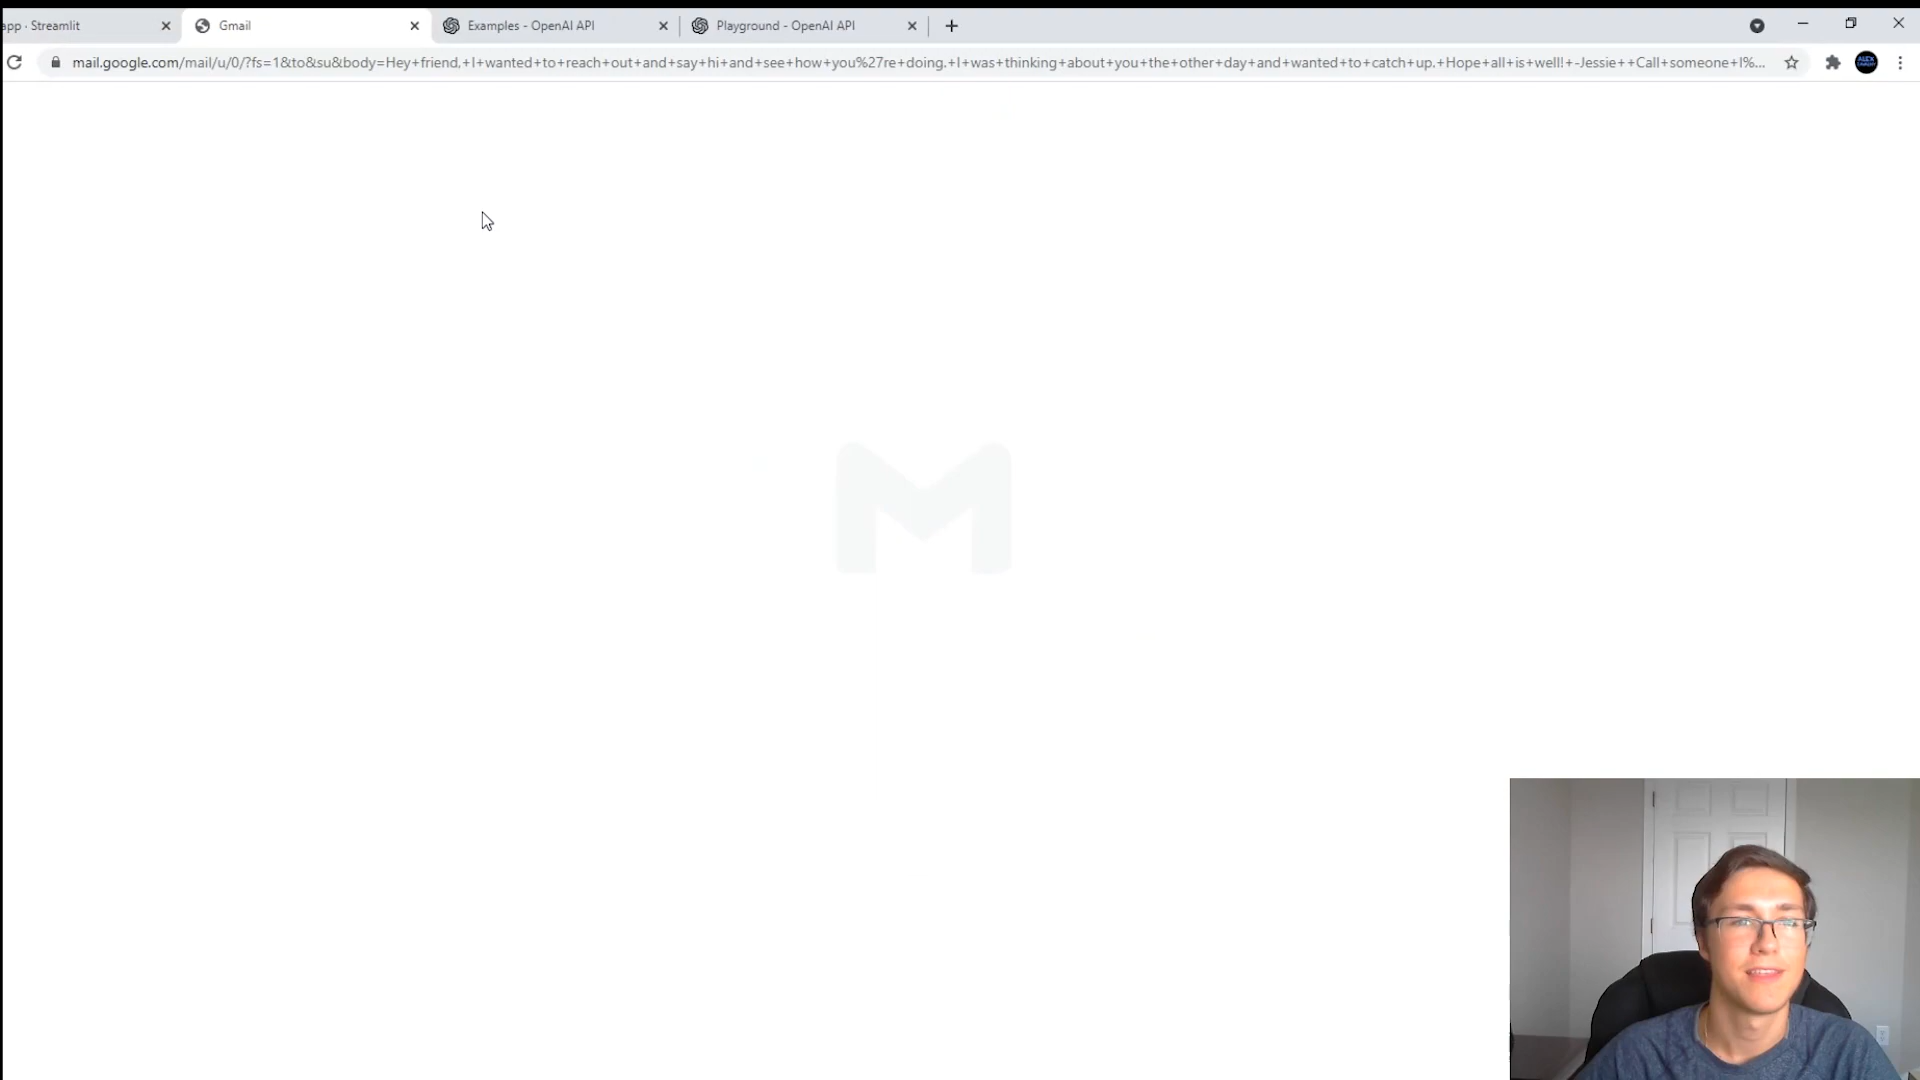 app · Streamlit
Gmail
Examples - OpenAI API
Playground - OpenAI API
mail.google.com/mail/u/0/?fs=1&to&su&body=Hey+friend,+I+wanted+to+reach+out+and+say+hi+and+see+how+you%27re+doing.+I+was+thinking+about+you+the+other+day+and+wanted+to+catch+up.+Hope+all+is+well!+-Jessie++Call+someone+I%...
M
ALEX